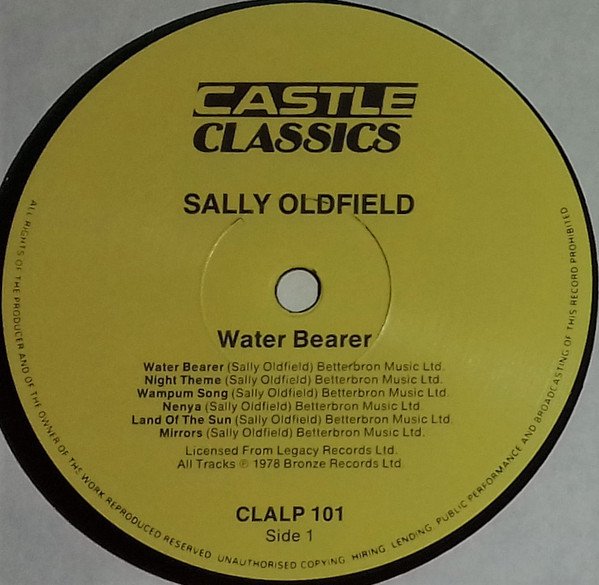 CASTLE
CLASSICS
SALLY OLDFIELD
Water Bearer
Water Bearer (Sally Oldfield) Betterbron Music Ltd.
Night Theme (Sally Oldfield) Betterbron Music Ltd.
Wampum Song (Sally Oldfield) Betterbron Music Ltd.
Nenya (Sally Oldfield) Betterbron Music Ltd.
Land Of The Sun (Sally Oldfield) Betterbron Music Ltd.
Mirrors (Sally Oldfield) Betterbron Music Ltd.
Licensed From Legacy Records Ltd.
All Tracks ℗ 1978 Bronze Records Ltd.
CLALP 101
Side 1
ALL RIGHTS OF THE PRODUCER AND OF THE OWNER OF THE WORK REPRODUCED RESERVED. UNAUTHORISED COPYING, HIRING, LENDING, PUBLIC PERFORMANCE AND BROADCASTING OF THIS RECORD PROHIBITED